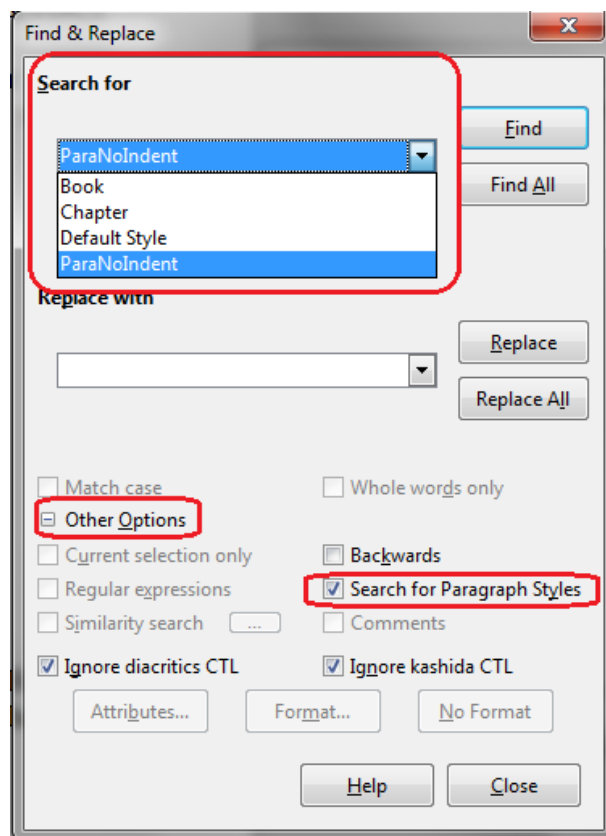 Find & Replace
Search for
Find
ParaNoIndent
Find All
Book
Chapter
Default Style
ParaNoIndent
Replace with
Replace
Replace All
Match case
Whole words only
Other Options
Current selection only
Backwards
Regular expressions
Search for Paragraph Styles
Similarity search
...
Comments
Ignore diacritics CTL
Ignore kashida CTL
Attributes...
Format...
No Format
Help
Close